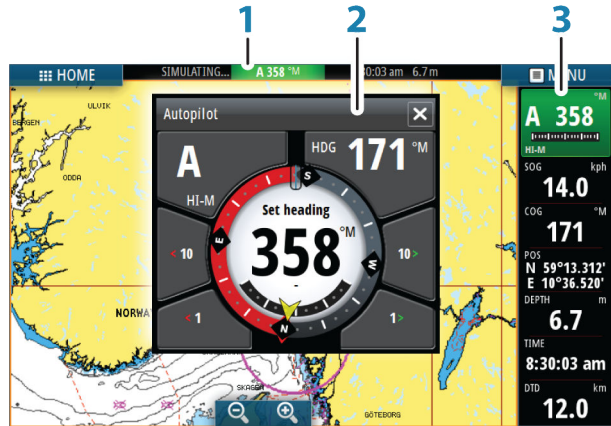 1 2 3
HOME SIMULATING... A 358 °M :30:03 am 6.7 m MENU
ULVIK
BERGEN
ODDA
NORWA
SKAGEN
GÖTEBORG
Autopilot X
A
HI-M
HDG 171 °M
Set heading
358 °M
-
< 10
10 >
< 1
1 >
S
E
W
N
°M
A 358
HI-M
SOG kph
14.0
COG °M
171
POS
N 59°13.312'
E 10°36.520'
DEPTH m
6.7
TIME
8:30:03 am
DTD km
12.0